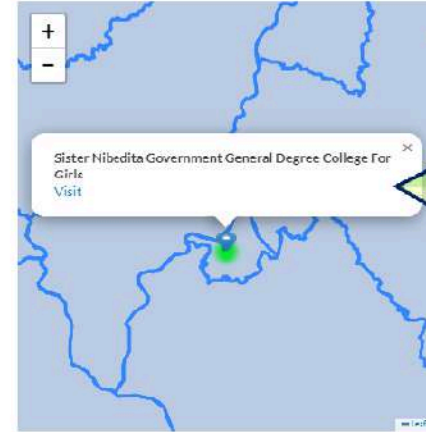 +
−
Sister Nibedita Government General Degree College For
Girls
Visit
×